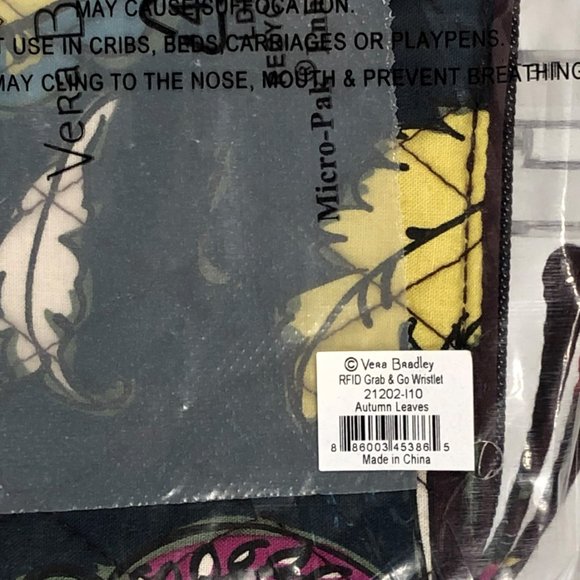 MAY CAUSE SUFFOCATION.
USE IN CRIBS, BEDS, CARRIAGES OR PLAYPENS.
MAY CLING TO THE NOSE, MOUTH & PREVENT BREATHING
Vera B
Micro-Pak®
© Vera Bradley
RFID Grab & Go Wristlet
21202-I10
Autumn Leaves
8 86003 45386 5
Made in China